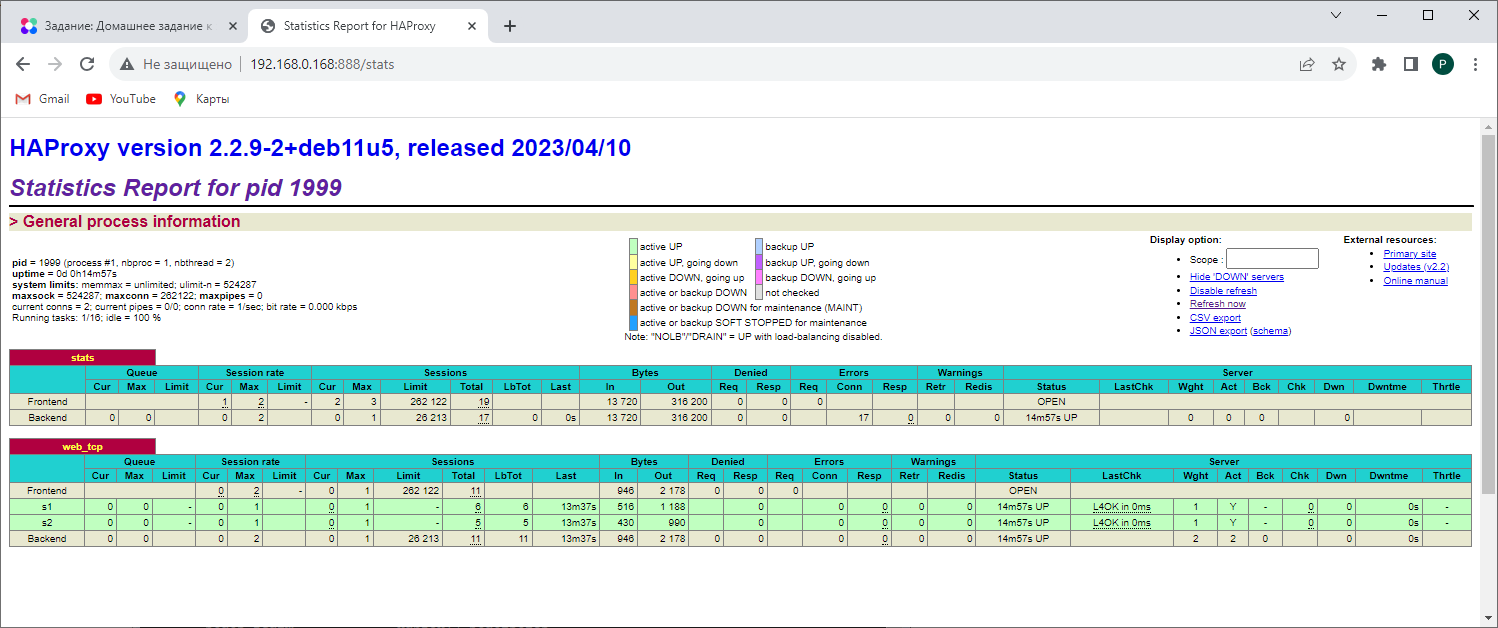 Задание: Домашнее задание к
Statistics Report for HAProxy
Не защищено 192.168.0.168:888/stats
P
Gmail YouTube Карты
HAProxy version 2.2.9-2+deb11u5, released 2023/04/10
Statistics Report for pid 1999
> General process information
pid = 1999 (process #1, nbproc = 1, nbthread = 2)
uptime = 0d 0h14m57s
system limits: memmax = unlimited; ulimit-n = 524287
maxsock = 524287; maxconn = 262122; maxpipes = 0
current conns = 2; current pipes = 0/0; conn rate = 1/sec; bit rate = 0.000 kbps
Running tasks: 1/16; idle = 100 %
active UP backup UP
active UP, going down backup UP, going down
active DOWN, going up backup DOWN, going up
active or backup DOWN not checked
active or backup DOWN for maintenance (MAINT)
active or backup SOFT STOPPED for maintenance
Note: "NOLB"/"DRAIN" = UP with load-balancing disabled.
Display option:
Scope :
Hide 'DOWN' servers
Disable refresh
Refresh now
CSV export
JSON export (schema)
External resources:
Primary site
Updates (v2.2)
Online manual
stats
Queue Session rate Sessions Bytes Denied Errors Warnings Server
Cur Max Limit Cur Max Limit Cur Max Limit Total LbTot Last In Out Req Resp Req Conn Resp Retr Redis Status LastChk Wght Act Bck Chk Dwn Dwntme Thrtle
Frontend 1 2 - 2 3 262 122 19 13 720 316 200 0 0 0 OPEN
Backend 0 0 0 2 0 1 26 213 17 0 0s 13 720 316 200 0 0 17 0 0 0 14m57s UP 0 0 0 0
web_tcp
Queue Session rate Sessions Bytes Denied Errors Warnings Server
Cur Max Limit Cur Max Limit Cur Max Limit Total LbTot Last In Out Req Resp Req Conn Resp Retr Redis Status LastChk Wght Act Bck Chk Dwn Dwntme Thrtle
Frontend 0 2 - 0 1 262 122 11 946 2 178 0 0 0 OPEN
s1 0 0 - 0 1 0 1 - 6 6 13m37s 516 1 188 0 0 0 0 0 14m57s UP L4OK in 0ms 1 Y - 0 0 0s -
s2 0 0 - 0 1 0 1 - 5 5 13m37s 430 990 0 0 0 0 0 14m57s UP L4OK in 0ms 1 Y - 0 0 0s -
Backend 0 0 0 2 0 1 26 213 11 11 13m37s 946 2 178 0 0 0 0 0 0 14m57s UP 2 2 0 0 0s